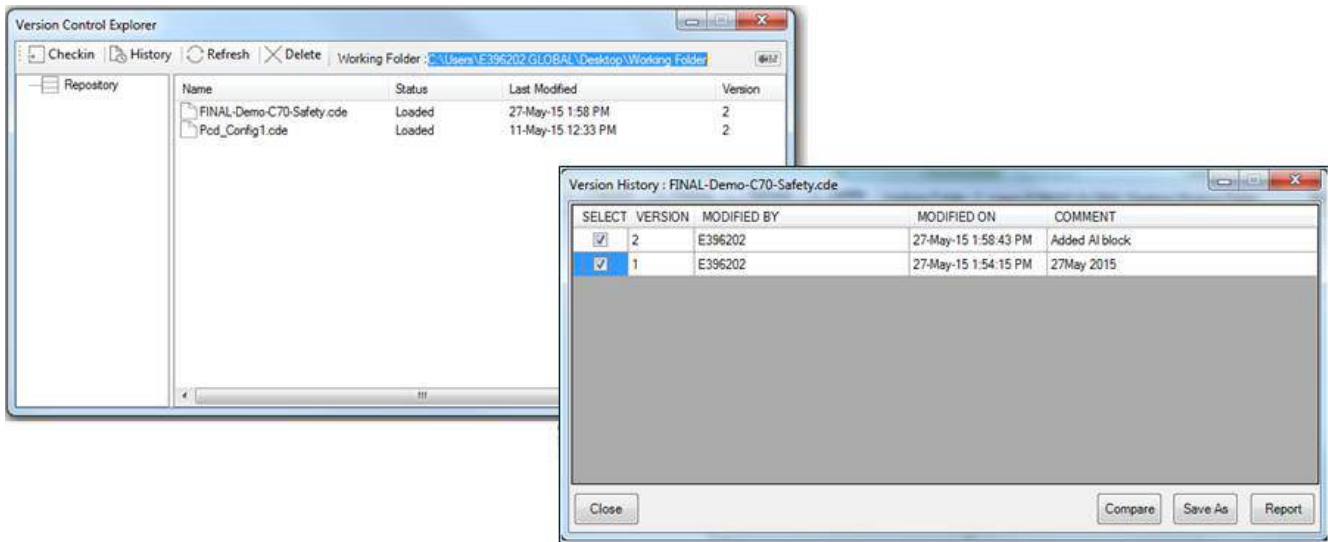 Version Control Explorer
Checkin History Refresh Delete Working Folder :C:\Users\E396202.GLOBAL\Desktop\Working Folder
Repository
Name Status Last Modified Version
FINAL-Demo-C70-Safety.cde Loaded 27-May-15 1:58 PM 2
Pcd_Config1.cde Loaded 11-May-15 12:33 PM 2
Version History : FINAL-Demo-C70-Safety.cde
SELECT VERSION MODIFIED BY MODIFIED ON COMMENT
2 E396202 27-May-15 1:58:43 PM Added AI block
1 E396202 27-May-15 1:54:15 PM 27May 2015
Close Compare Save As Report